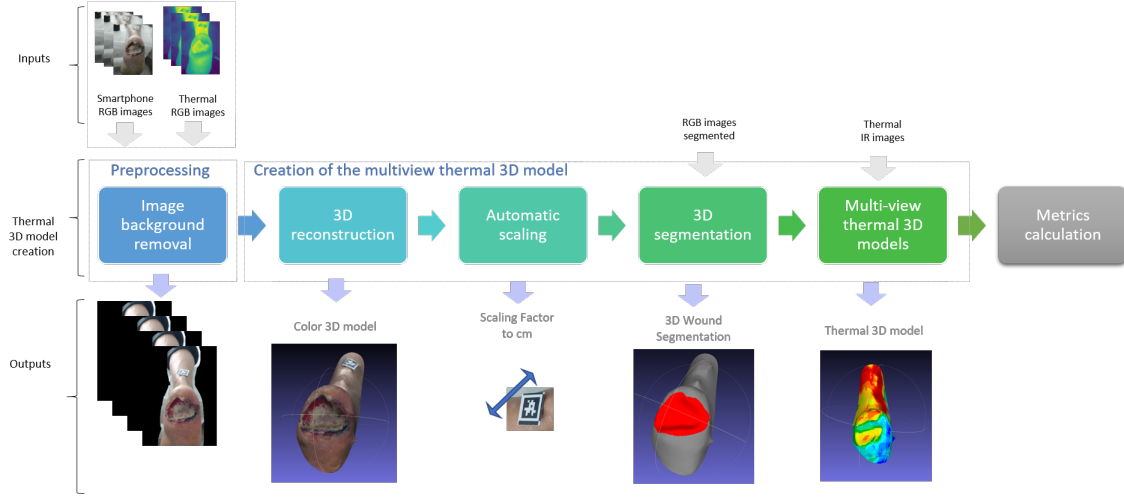 Inputs
Smartphone
RGB images
Thermal
RGB images
RGB images
segmented
Thermal
IR images
Preprocessing
Creation of the multiview thermal 3D model
Thermal
3D model
creation
Image
background
removal
3D
reconstruction
Automatic
scaling
3D
segmentation
Multi-view
thermal 3D
models
Metrics
calculation
Outputs
Color 3D model
Scaling Factor
to cm
3D Wound
Segmentation
Thermal 3D model